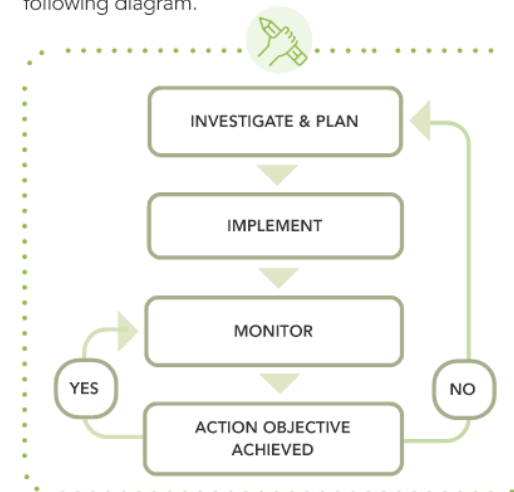 following diagram.
INVESTIGATE & PLAN
IMPLEMENT
MONITOR
YES
NO
ACTION OBJECTIVE
ACHIEVED